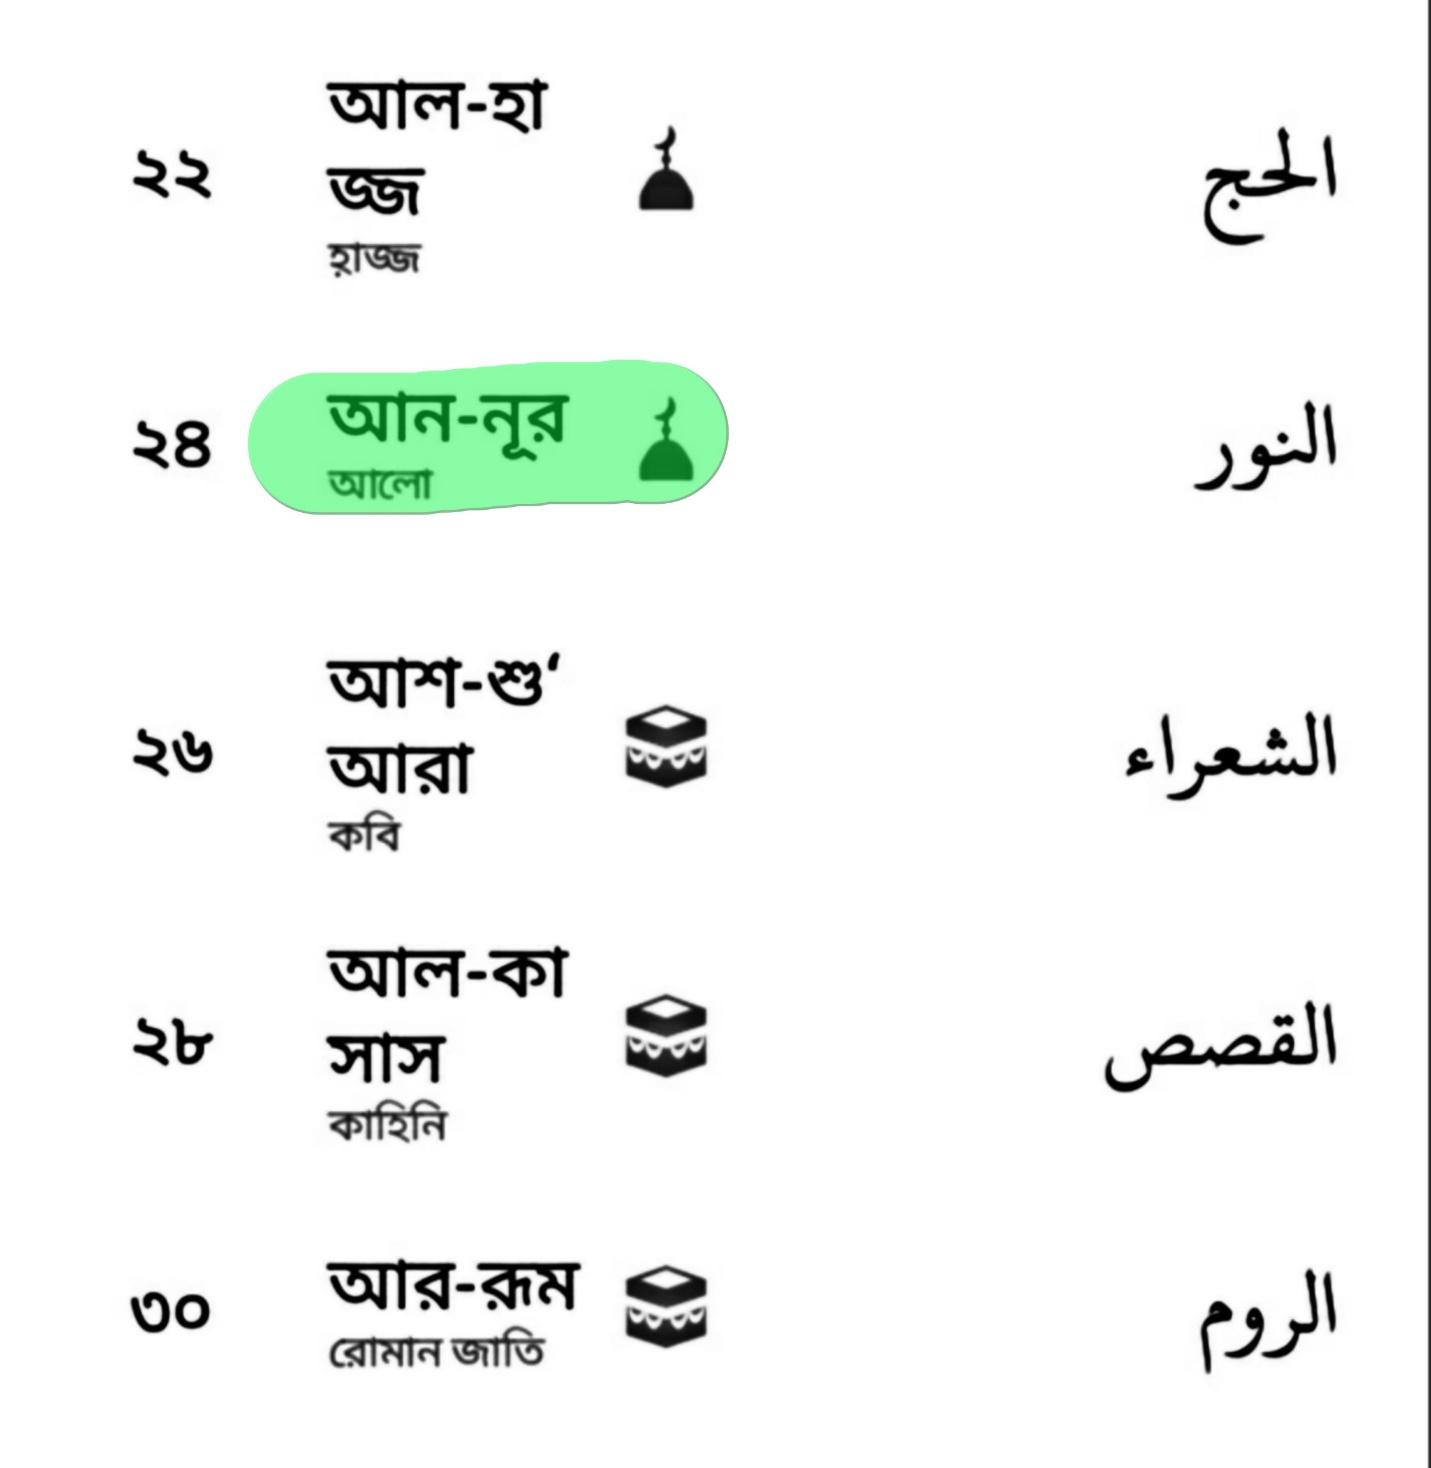 ২২
আল-হা
জ্জ
হ়াজ্জ
الحج
২৪
আন-নূর
আলো
النور
২৬
আশ-শু‘
আরা
কবি
الشعراء
২৮
আল-কা
সাস
কাহিনি
القصص
৩০
আর-রূম
রোমান জাতি
الروم